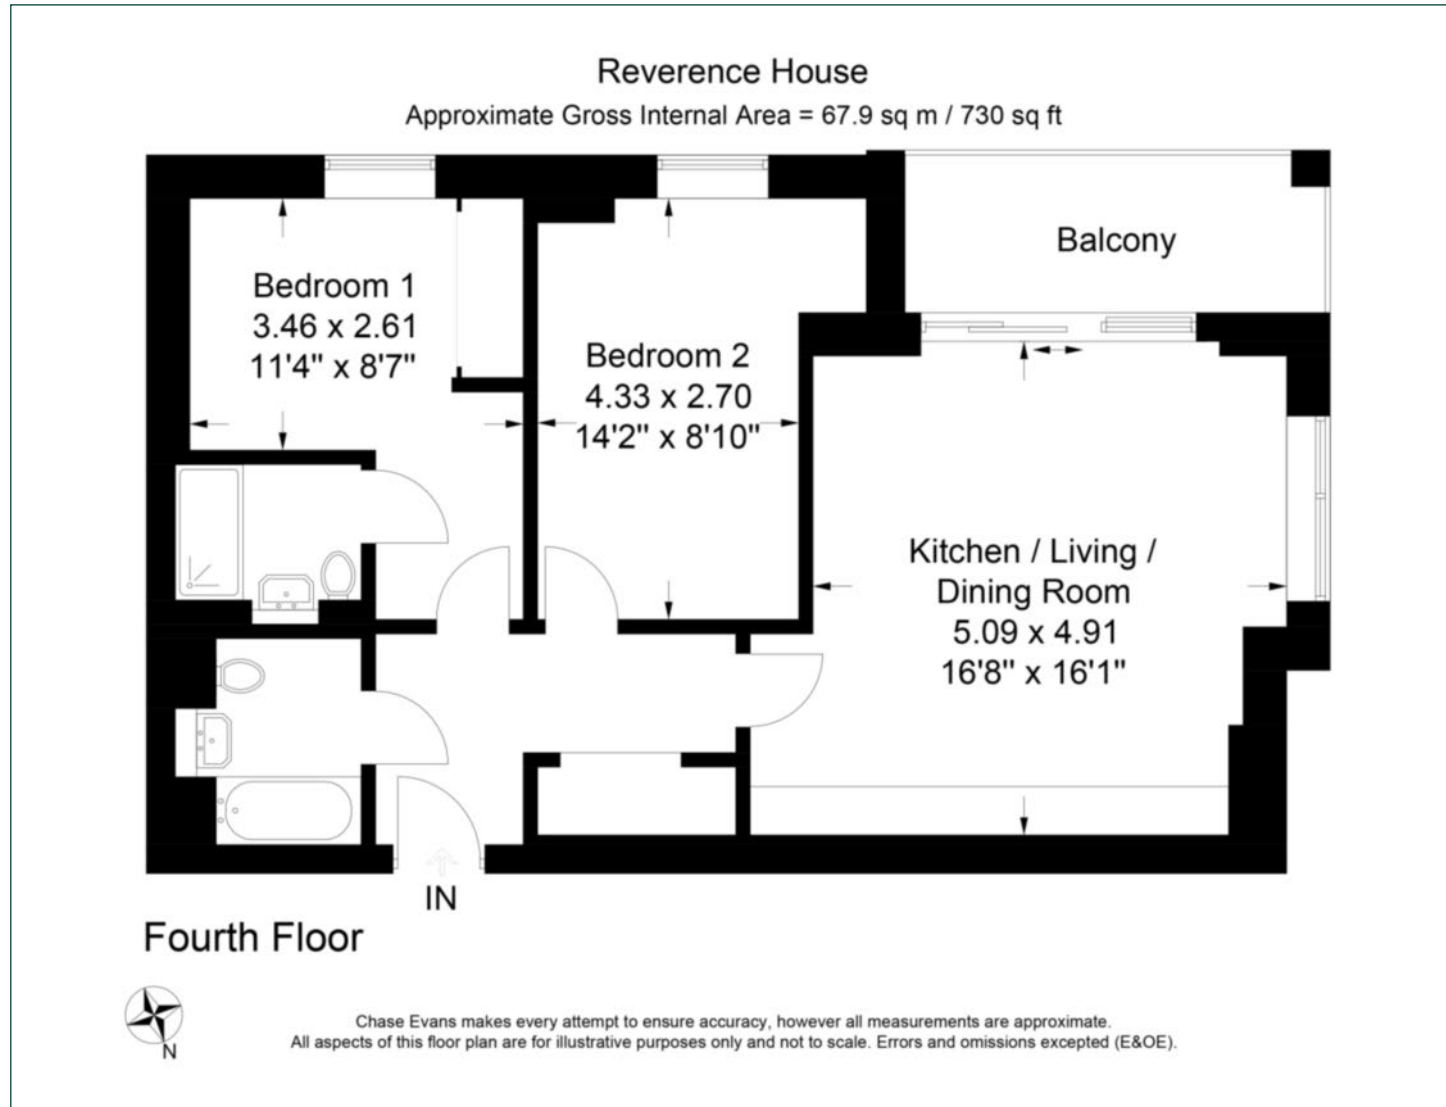 Reverence House
Approximate Gross Internal Area = 67.9 sq m / 730 sq ft
Balcony
Bedroom 1
3.46 x 2.61
11'4" x 8'7"
Bedroom 2
4.33 x 2.70
14'2" x 8'10"
Kitchen / Living /
Dining Room
5.09 x 4.91
16'8" x 16'1"
IN
Fourth Floor
N
Chase Evans makes every attempt to ensure accuracy, however all measurements are approximate.
All aspects of this floor plan are for illustrative purposes only and not to scale. Errors and omissions excepted (E&OE).